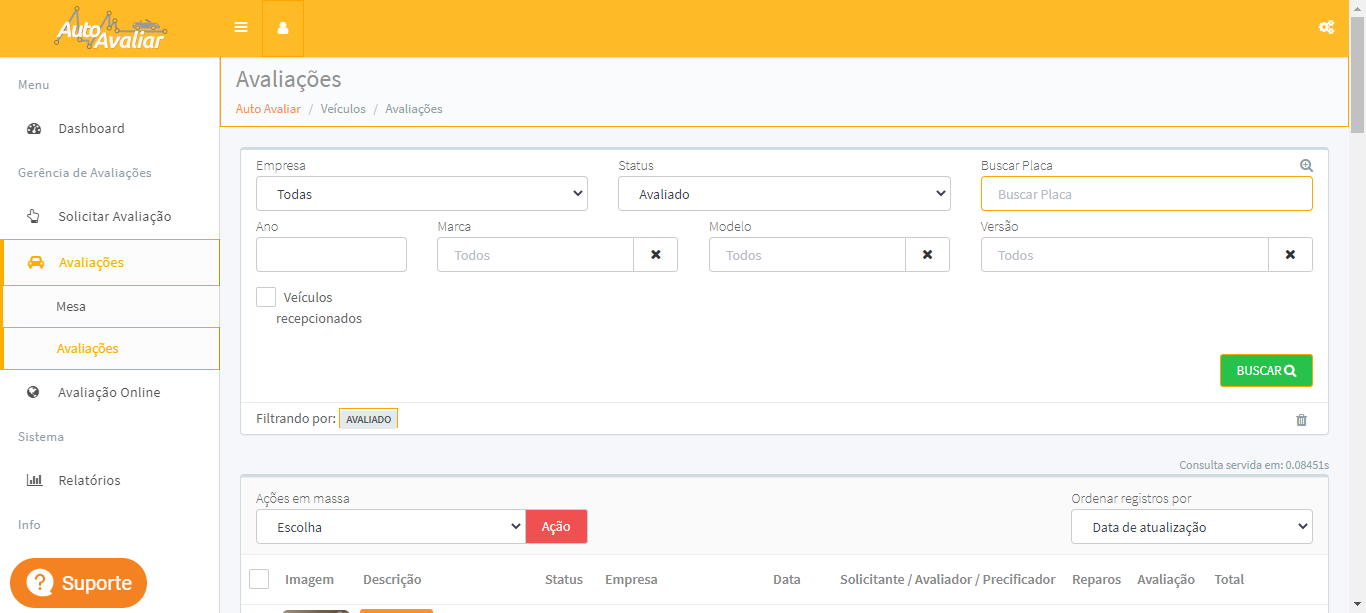 Auto Avaliar
Menu
Dashboard
Gerência de Avaliações
Solicitar Avaliação
Avaliações
Mesa
Avaliações
Avaliação Online
Sistema
Relatórios
Info
Suporte
Avaliações
Auto Avaliar / Veículos / Avaliações
Empresa Status Buscar Placa
Todas Avaliado Buscar Placa
Ano Marca Modelo Versão
Todos Todos Todos
Veículos
recepcionados
BUSCAR
Filtrando por: AVALIADO
Consulta servida em: 0.08451s
Ações em massa Ordenar registros por
Escolha Ação Data de atualização
Imagem Descrição Status Empresa Data Solicitante / Avaliador / Precificador Reparos Avaliação Total